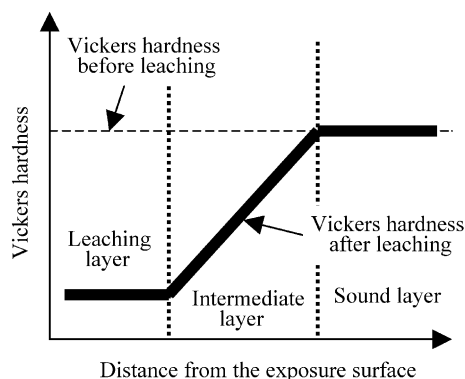 Vickers hardness
before leaching
Vickers hardness
Leaching
layer
Vickers hardness
after leaching
Intermediate
layer
Sound layer
Distance from the exposure surface